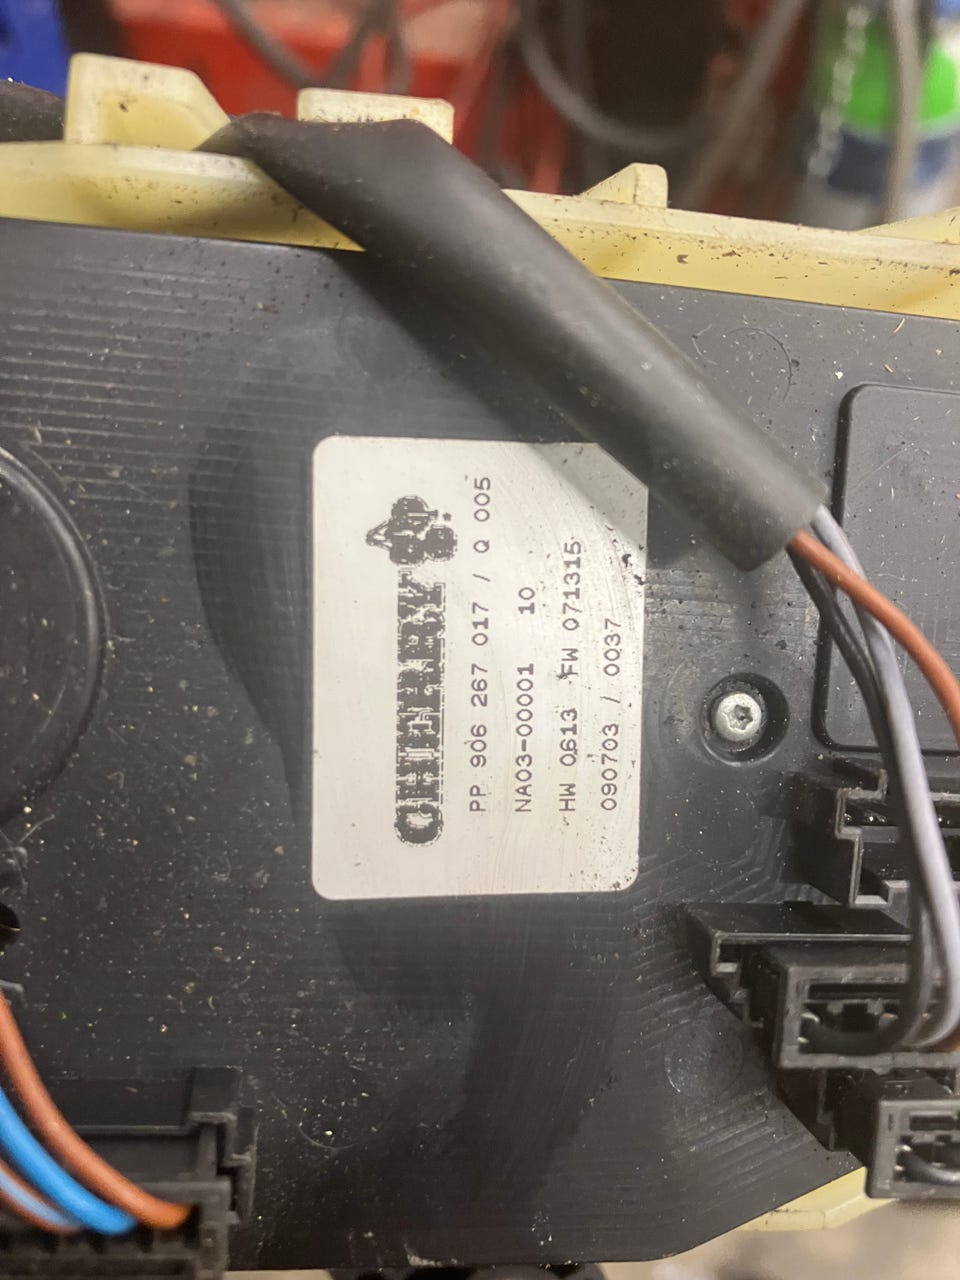 CHERRY
PP 906 267 017 / Q 005
NA03-00001 10
HW 0613 FW 071315
090703 / 0037